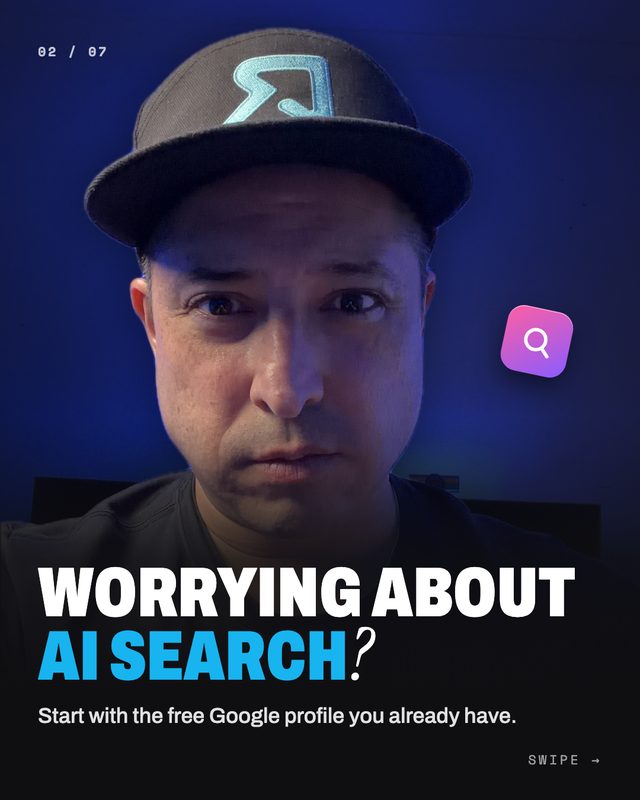 02 / 07
WORRYING ABOUT
AI SEARCH?
Start with the free Google profile you already have.
SWIPE →